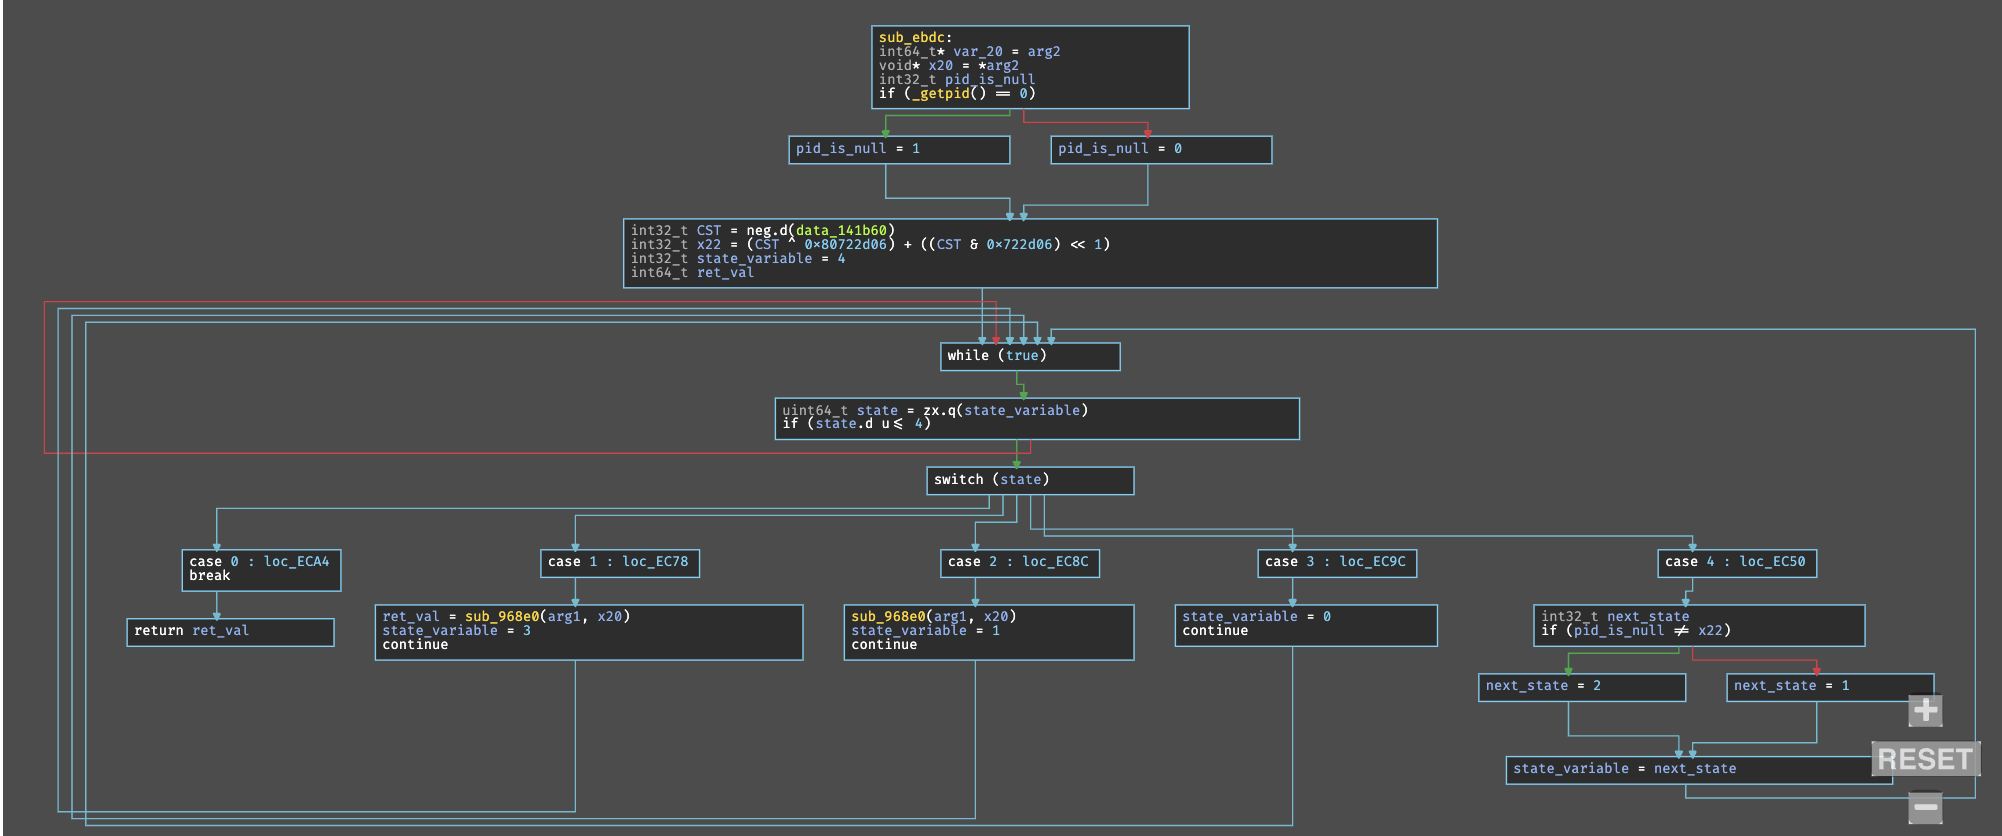 sub_ebdc:
int64_t* var_20 = arg2
void* x20 = *arg2
int32_t pid_is_null
if (_getpid() == 0)
pid_is_null = 1
pid_is_null = 0
int32_t CST = neg.d(data_141b60)
int32_t x22 = (CST ^ 0x80722d06) + ((CST & 0x722d06) << 1)
int32_t state_variable = 4
int64_t ret_val
while (true)
uint64_t state = zx.q(state_variable)
if (state.d u<= 4)
switch (state)
case 0 : loc_ECA4
break
case 1 : loc_EC78
case 2 : loc_EC8C
case 3 : loc_EC9C
case 4 : loc_EC50
return ret_val
ret_val = sub_968e0(arg1, x20)
state_variable = 3
continue
sub_968e0(arg1, x20)
state_variable = 1
continue
state_variable = 0
continue
int32_t next_state
if (pid_is_null != x22)
next_state = 2
next_state = 1
+
RESET
state_variable = next_state
−